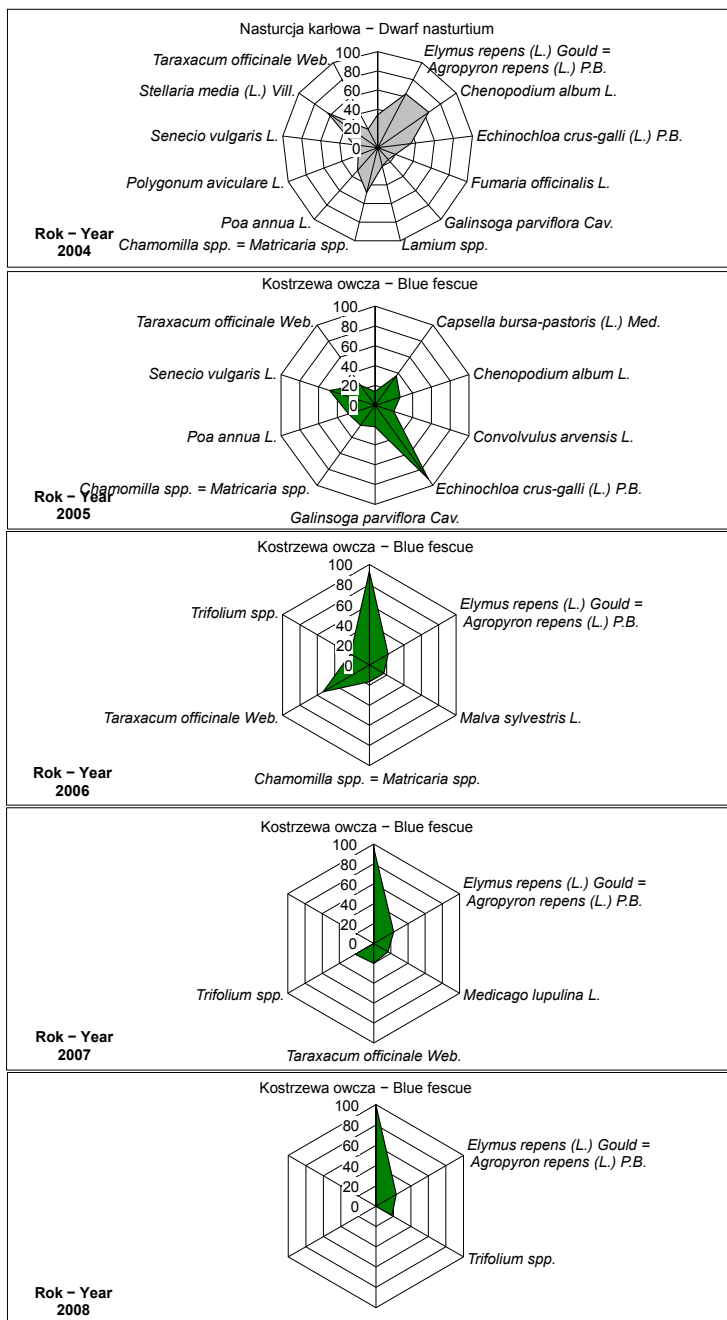 Nasturcja karłowa – Dwarf nasturtium
100
80
60
40
20
0
Elymus repens (L.) Gould =
Agropyron repens (L.) P.B.
Chenopodium album L.
Echinochloa crus-galli (L.) P.B.
Fumaria officinalis L.
Galinsoga parviflora Cav.
Lamium spp.
Chamomilla spp. = Matricaria spp.
Poa annua L.
Polygonum aviculare L.
Senecio vulgaris L.
Stellaria media (L.) Vill.
Taraxacum officinale Web.
Rok – Year
2004
Kostrzewa owcza – Blue fescue
100
80
60
40
20
0
Capsella bursa-pastoris (L.) Med.
Chenopodium album L.
Convolvulus arvensis L.
Echinochloa crus-galli (L.) P.B.
Galinsoga parviflora Cav.
Chamomilla spp. = Matricaria spp.
Poa annua L.
Senecio vulgaris L.
Taraxacum officinale Web.
Rok – Year
2005
Kostrzewa owcza – Blue fescue
100
80
60
40
20
0
Elymus repens (L.) Gould =
Agropyron repens (L.) P.B.
Malva sylvestris L.
Chamomilla spp. = Matricaria spp.
Taraxacum officinale Web.
Trifolium spp.
Rok – Year
2006
Kostrzewa owcza – Blue fescue
100
80
60
40
20
0
Elymus repens (L.) Gould =
Agropyron repens (L.) P.B.
Medicago lupulina L.
Taraxacum officinale Web.
Trifolium spp.
Rok – Year
2007
Kostrzewa owcza – Blue fescue
100
80
60
40
20
0
Elymus repens (L.) Gould =
Agropyron repens (L.) P.B.
Trifolium spp.
Rok – Year
2008